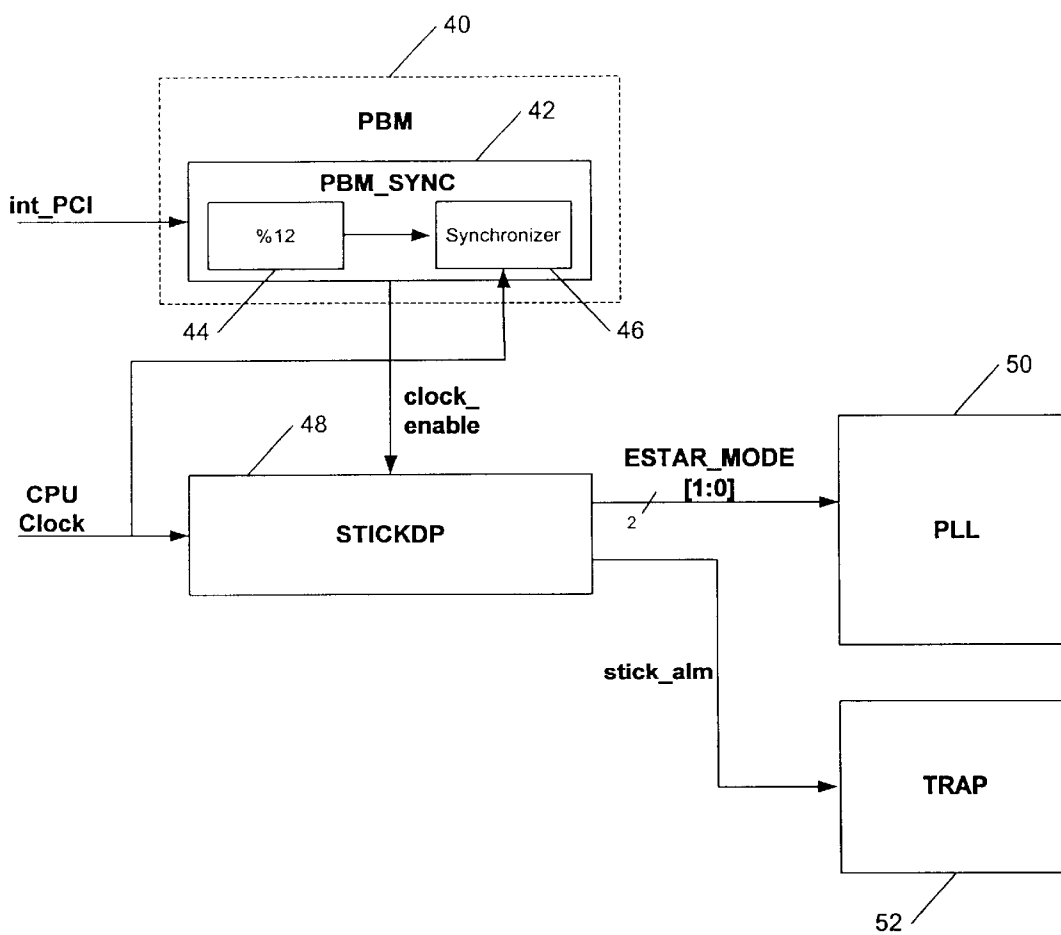 40
PBM
42
PBM_SYNC
int_PCI
%12
Synchronizer
44
46
clock_
enable
50
48
ESTAR_MODE
[1:0]
2
CPU
Clock
STICKDP
PLL
stick_alm
TRAP
52